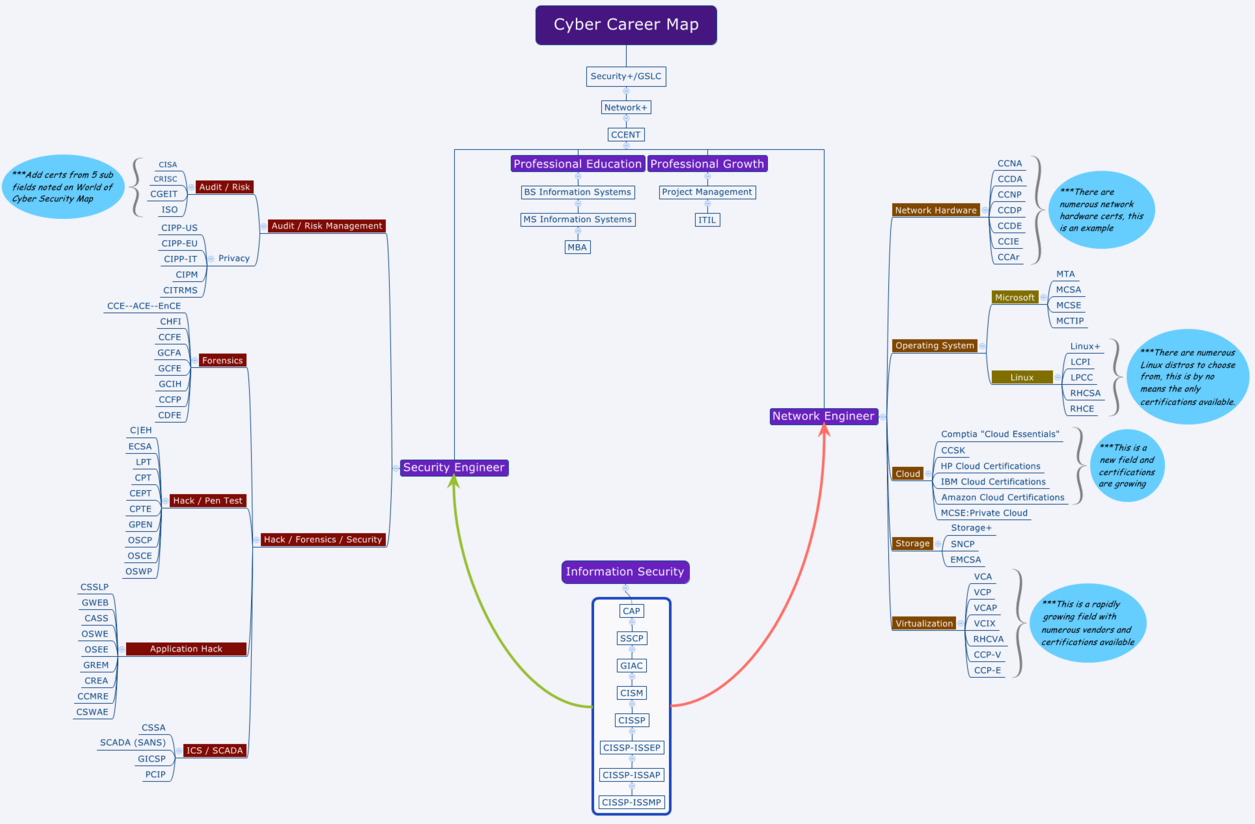 Cyber Career Map
Security+/GSLC
Network+
CCENT
Professional Education
BS Information Systems
MS Information Systems
MBA
Professional Growth
Project Management
ITIL
Security Engineer
Audit / Risk Management
Audit / Risk
CISA
CRISC
CGEIT
ISO
***Add certs from 5 sub
fields noted on World of
Cyber Security Map
Privacy
CIPP-US
CIPP-EU
CIPP-IT
CIPM
CITRMS
Hack / Forensics / Security
Forensics
CCE--ACE--EnCE
CHFI
CCFE
GCFA
GCFE
GCIH
CCFP
CDFE
Hack / Pen Test
C|EH
ECSA
LPT
CPT
CEPT
CPTE
GPEN
OSCP
OSCE
OSWP
Application Hack
CSSLP
GWEB
CASS
OSWE
OSEE
GREM
CREA
CCMRE
CSWAE
ICS / SCADA
CSSA
SCADA (SANS)
GICSP
PCIP
Information Security
CAP
SSCP
GIAC
CISM
CISSP
CISSP-ISSEP
CISSP-ISSAP
CISSP-ISSMP
Network Engineer
Network Hardware
CCNA
CCDA
CCNP
CCDP
CCDE
CCIE
CCAr
***There are
numerous network
hardware certs, this
is an example
Operating System
Microsoft
MTA
MCSA
MCSE
MCTIP
Linux
Linux+
LCPI
LPCC
RHCSA
RHCE
***There are numerous
Linux distros to choose
from, this is by no
means the only
certifications available.
Cloud
Comptia "Cloud Essentials"
CCSK
HP Cloud Certifications
IBM Cloud Certifications
Amazon Cloud Certifications
MCSE:Private Cloud
***This is a
new field and
certifications
are growing
Storage
Storage+
SNCP
EMCSA
Virtualization
VCA
VCP
VCAP
VCIX
RHCVA
CCP-V
CCP-E
***This is a rapidly
growing field with
numerous vendors and
certifications available